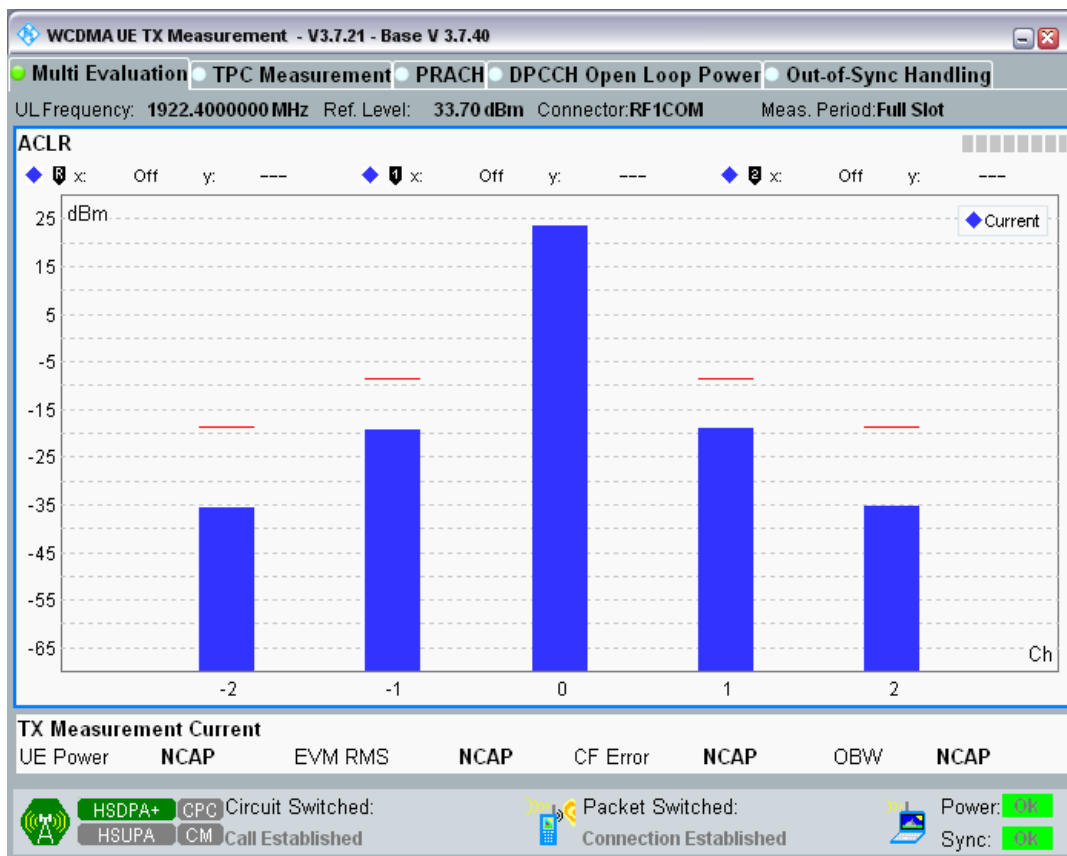 WCDMA UE TX Measurement - V3.7.21 - Base V 3.7.40
Multi Evaluation TPC Measurement PRACH DPCCH Open Loop Power Out-of-Sync Handling
UL Frequency: 1922.4000000 MHz Ref. Level: 33.70 dBm Connector:RF1COM Meas. Period:Full Slot
ACLR
R x: Off y: --- 1 x: Off y: --- 2 x: Off y: ---
dBm
Current
25
15
5
-5
-15
-25
-35
-45
-55
-65
Ch
-2 -1 0 1 2
TX Measurement Current
UE Power NCAP EVM RMS NCAP CF Error NCAP OBW NCAP
HSDPA+ CPC Circuit Switched: Packet Switched: Power: Ok
HSUPA CM Call Established Connection Established Sync: Ok